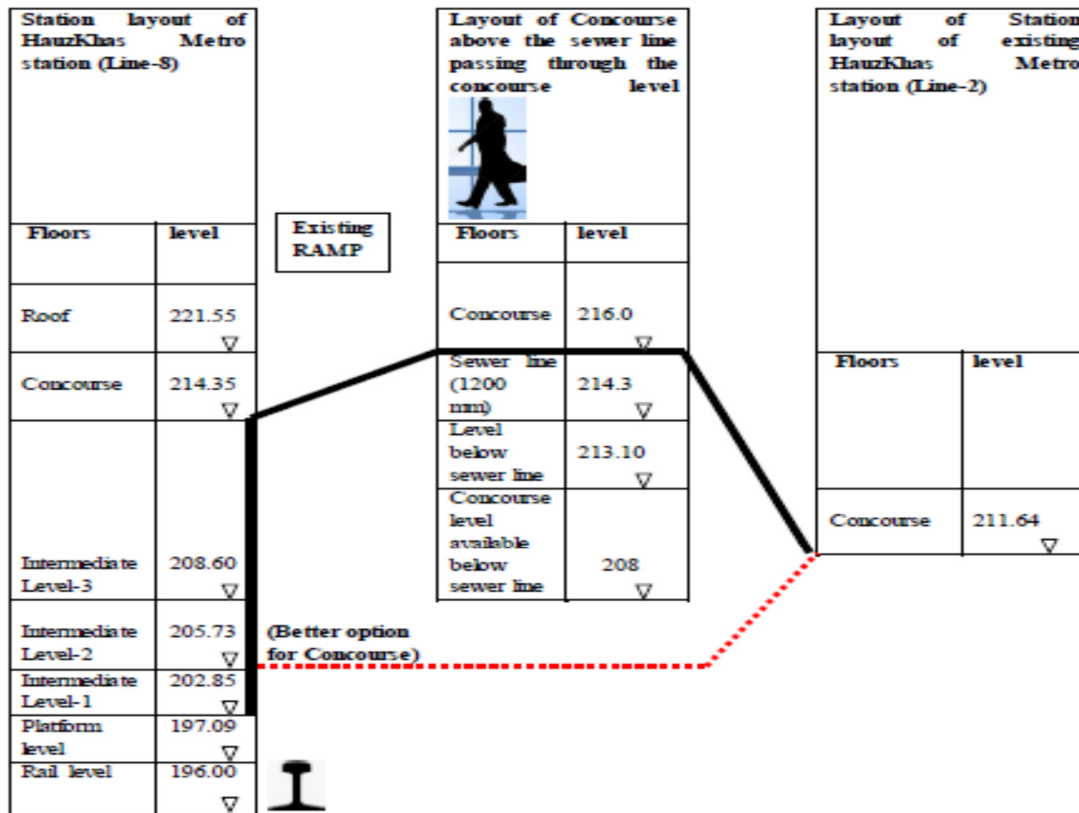 Station layout of
HauzKhas Metro
station (Line-8)
Floors level
Roof 221.55
Concourse 214.35
Intermediate 208.60
Level-3
Intermediate 205.73
Level-2
Intermediate 202.85
Level-1
Platform 197.09
level
Rail level 196.00
Existing
RAMP
(Better option
for Concourse)
Layout of Concourse
above the sewer line
passing through the
concourse level
Floors level
Concourse 216.0
Sewer line
(1200 214.3
mm)
Level
below 213.10
sewer line
Concourse
level
available
below 208
sewer line
Layout of Station
layout of existing
HauzKhas Metro
station (Line-2)
Floors level
Concourse 211.64